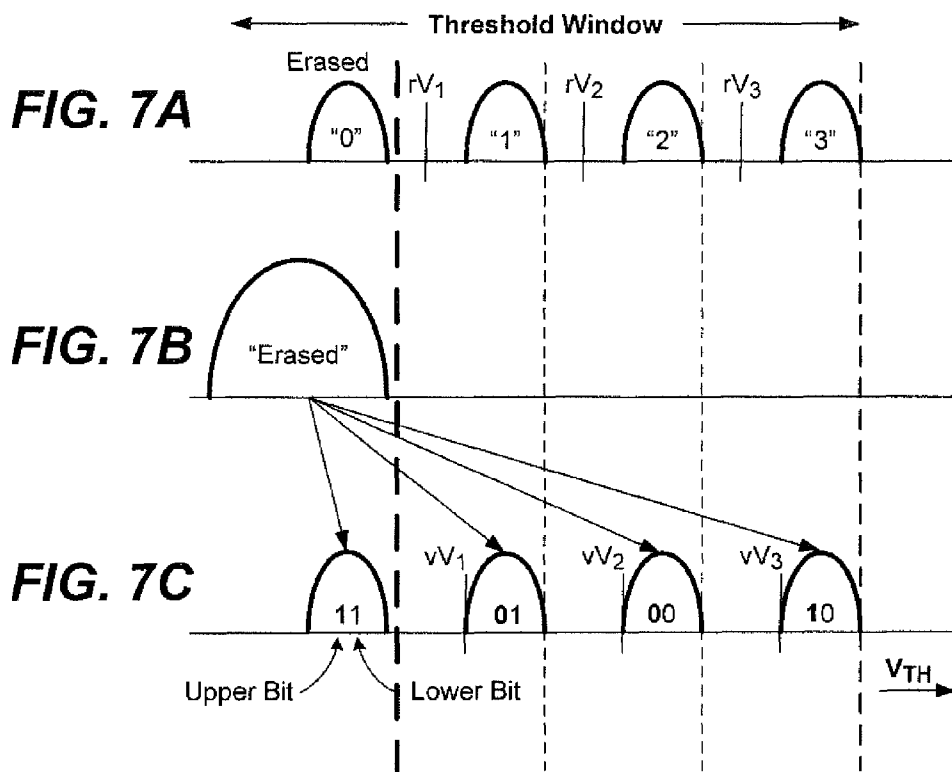 Threshold Window
Erased
FIG. 7A
"0"
rV1
"1"
rV2
"2"
rV3
"3"
FIG. 7B
"Erased"
FIG. 7C
11
vV1
01
vV2
00
vV3
10
Upper Bit
Lower Bit
VTH